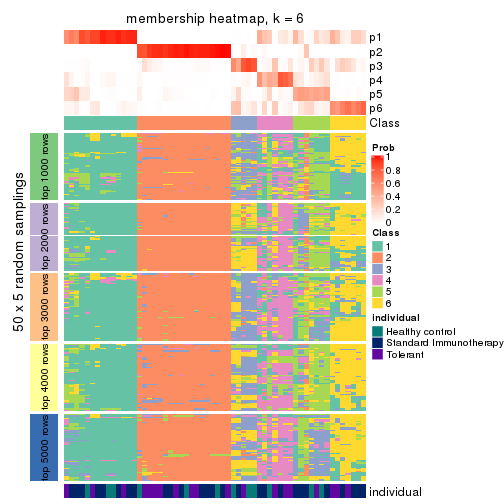 membership heatmap, k = 6
p1
p2
p3
p4
p5
p6
Class
50 x 5 random samplings
top 1000 rows
top 2000 rows
top 3000 rows
top 4000 rows
top 5000 rows
individual
Prob
1
0.8
0.6
0.4
0.2
0
Class
1
2
3
4
5
6
individual
Healthy control
Standard Immunotherapy
Tolerant